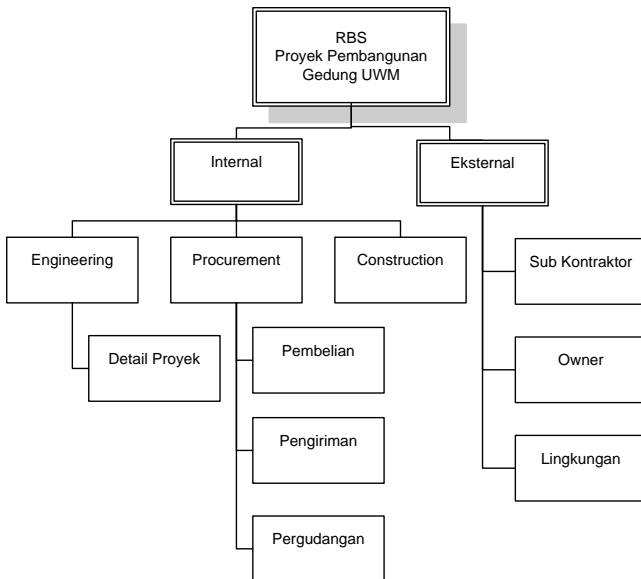 RBS
Proyek Pembangunan
Gedung UWM
Internal
Eksternal
Engineering
Procurement
Construction
Sub Kontraktor
Detail Proyek
Pembelian
Owner
Pengiriman
Lingkungan
Pergudangan